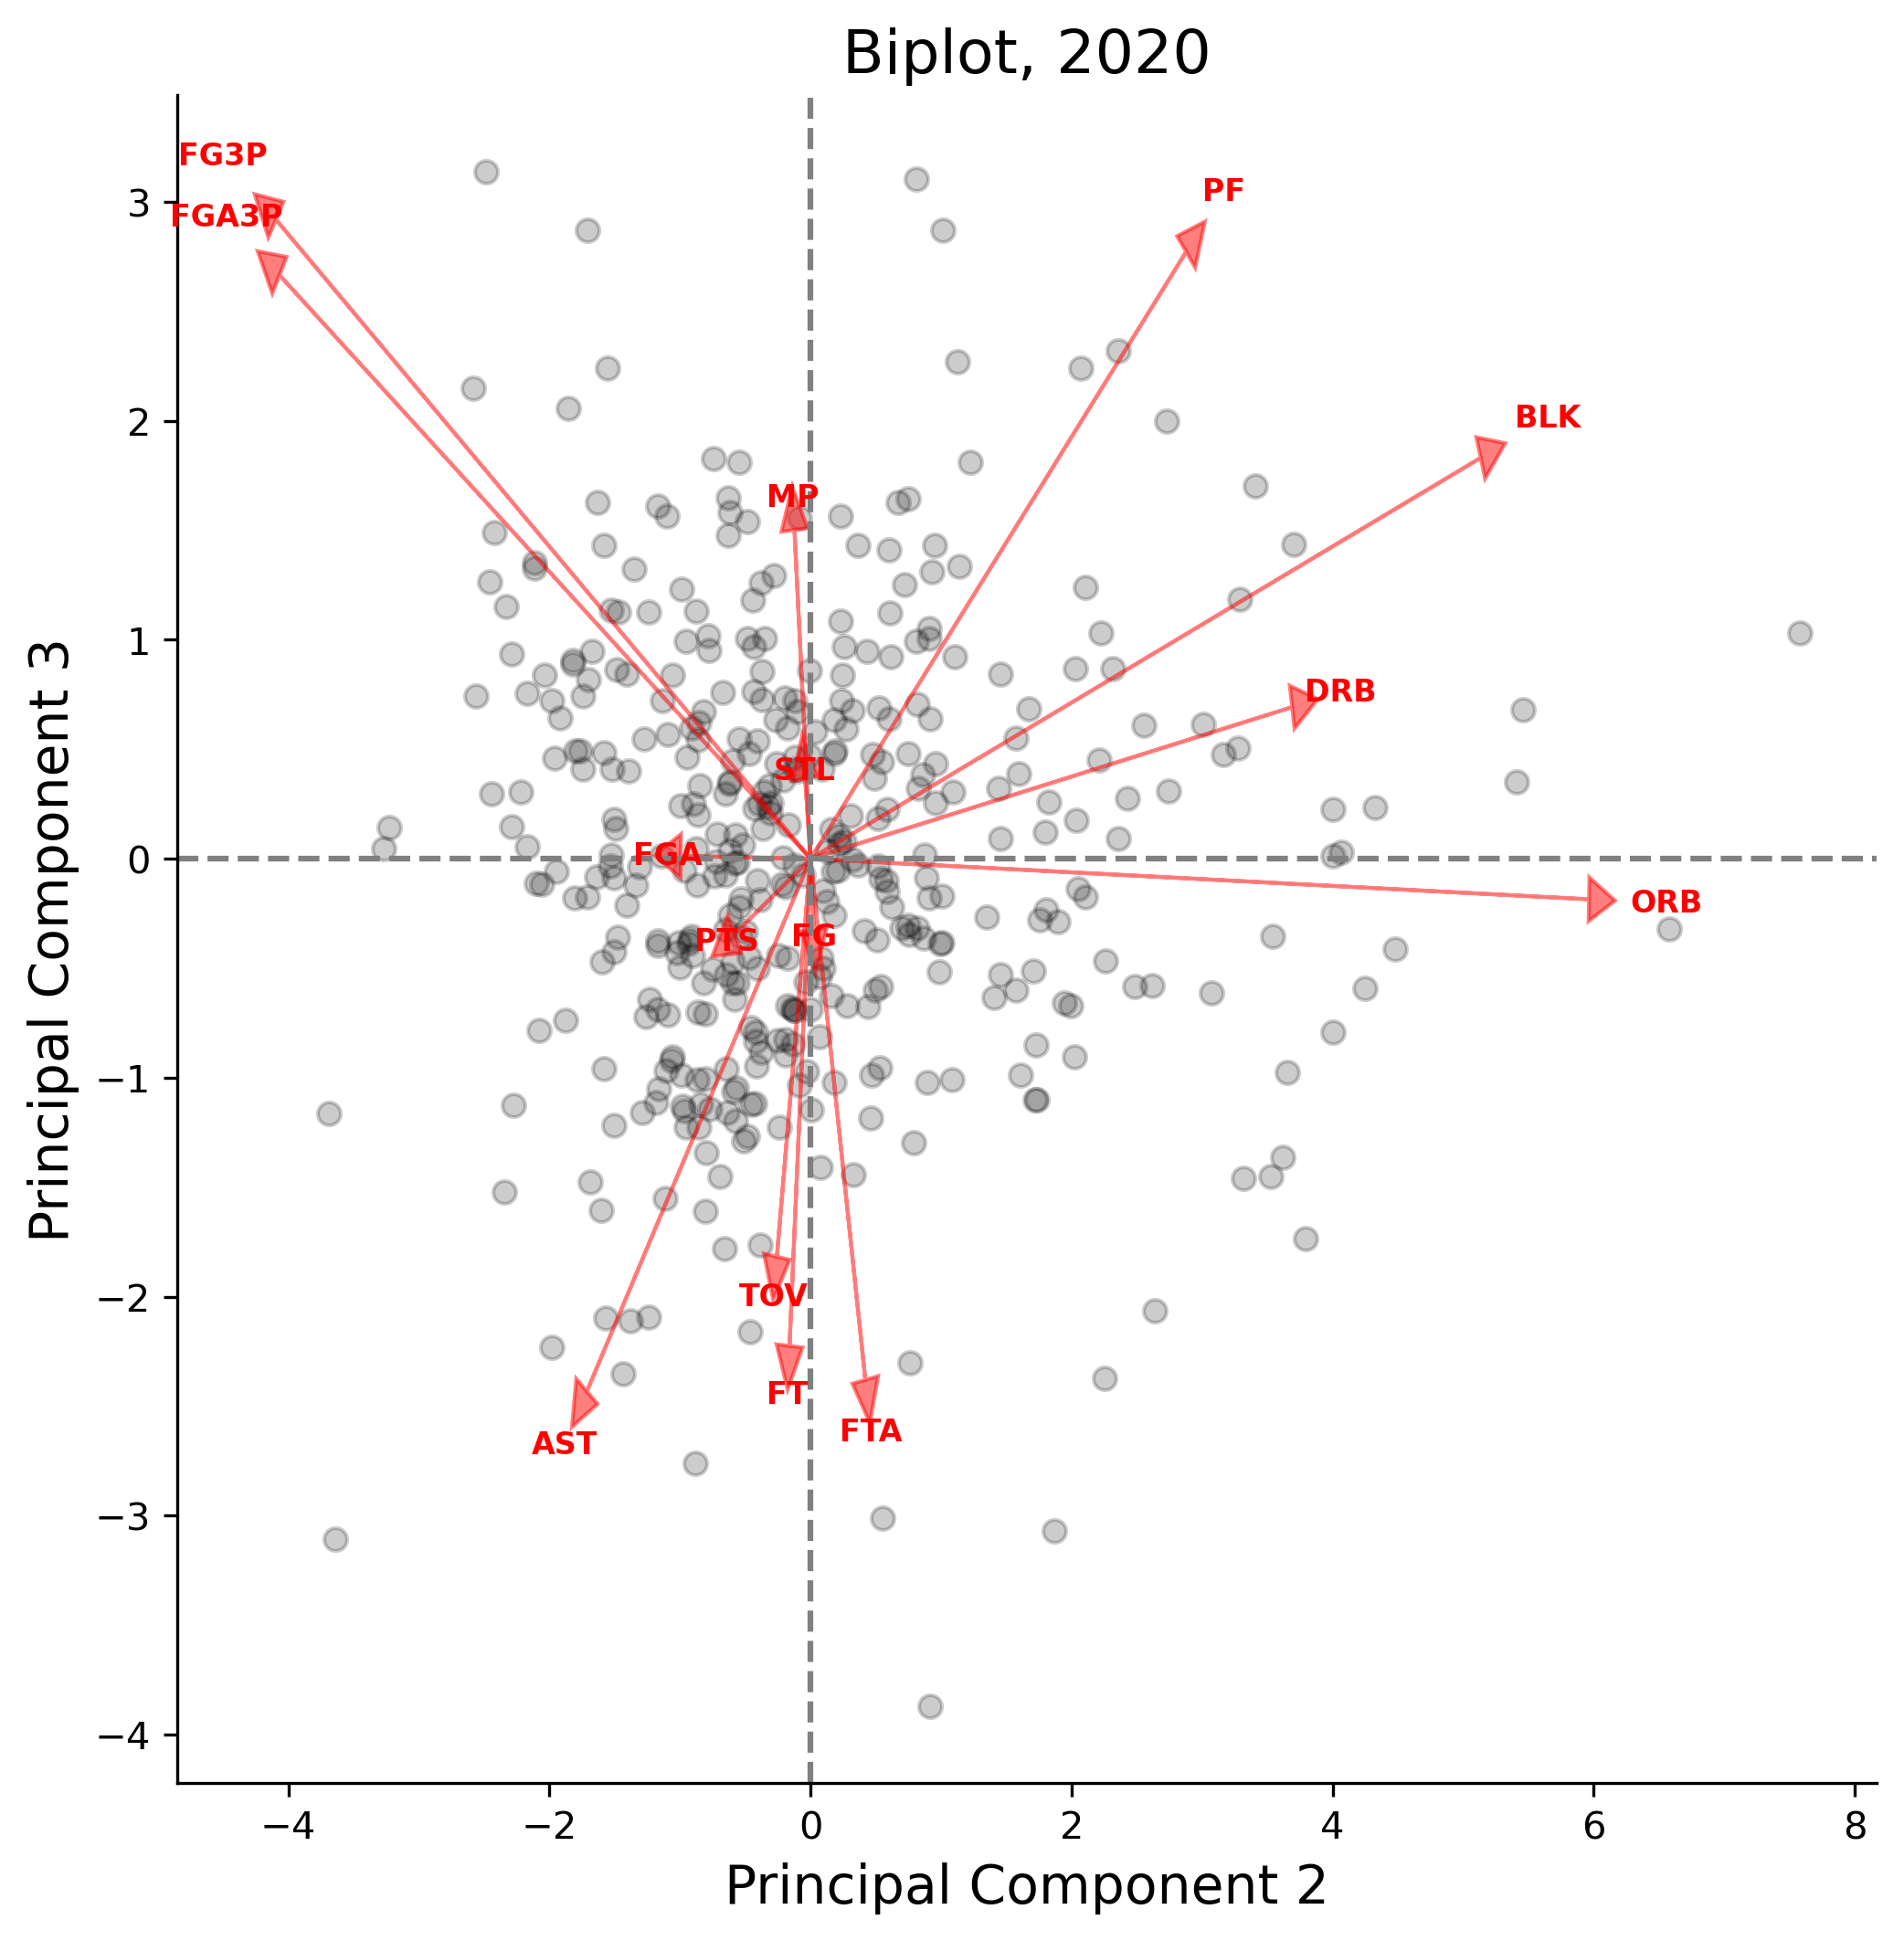 Biplot, 2020
FG3P
FGA3P
PF
BLK
MP
DRB
STL
FGA
ORB
PTS
FG
TOV
FT
FTA
AST
3
2
1
0
−1
−2
−3
−4
−4
−2
0
2
4
6
8
Principal Component 3
Principal Component 2